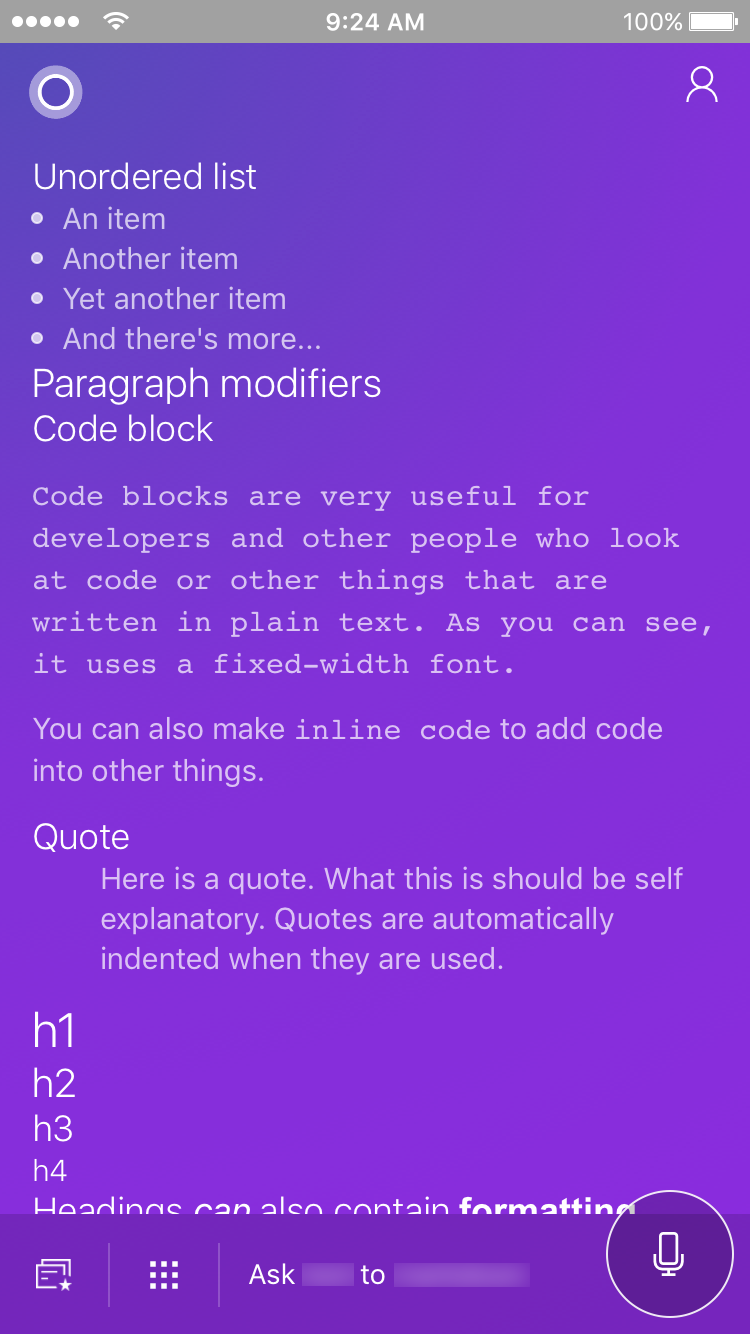 9:24 AM
100%
Unordered list
An item
Another item
Yet another item
And there's more...
Paragraph modifiers
Code block
Code blocks are very useful for
developers and other people who look
at code or other things that are
written in plain text. As you can see,
it uses a fixed-width font.
You can also make inline code to add code
into other things.
Quote
Here is a quote. What this is should be self
explanatory. Quotes are automatically
indented when they are used.
h1
h2
h3
h4
Headings can also contain formatting
Ask to